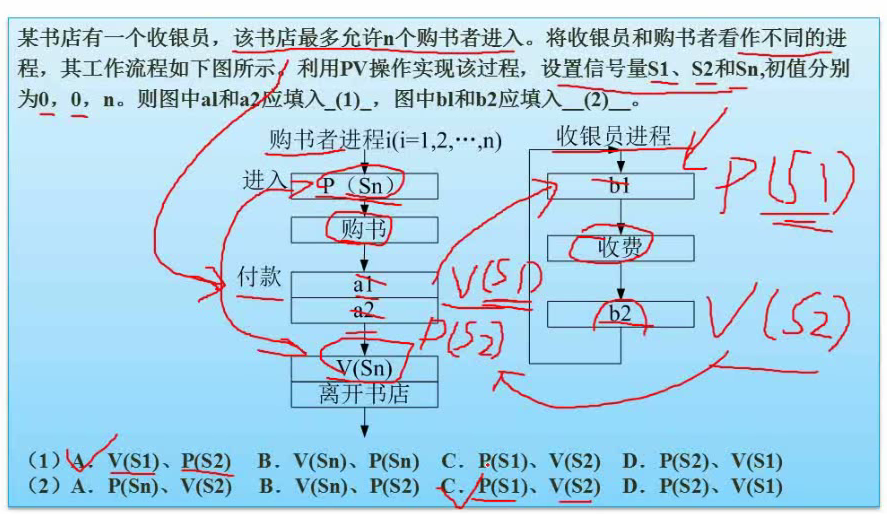 某书店有一个收银员，该书店最多允许n个购书者进入。将收银员和购书者看作不同的进
程，其工作流程如下图所示。利用PV操作实现该过程，设置信号量S1、S2和Sn,初值分别
为0，0，n。则图中a1和a2应填入_(1)_，图中b1和b2应填入__(2)__。
购书者进程i(i=1,2,…,n)
收银员进程
进入
P（Sn）
b1
P(S1)
购书
收费
付款
a1
V(S1)
a2
P(S2)
b2
V(S2)
V(Sn)
离开书店
（1）A．V(S1)、P(S2) B．V(Sn)、P(Sn) C．P(S1)、V(S2) D．P(S2)、V(S1)
（2）A．P(Sn)、V(S2) B．V(Sn)、P(S2) C．P(S1)、V(S2) D．P(S2)、V(S1)